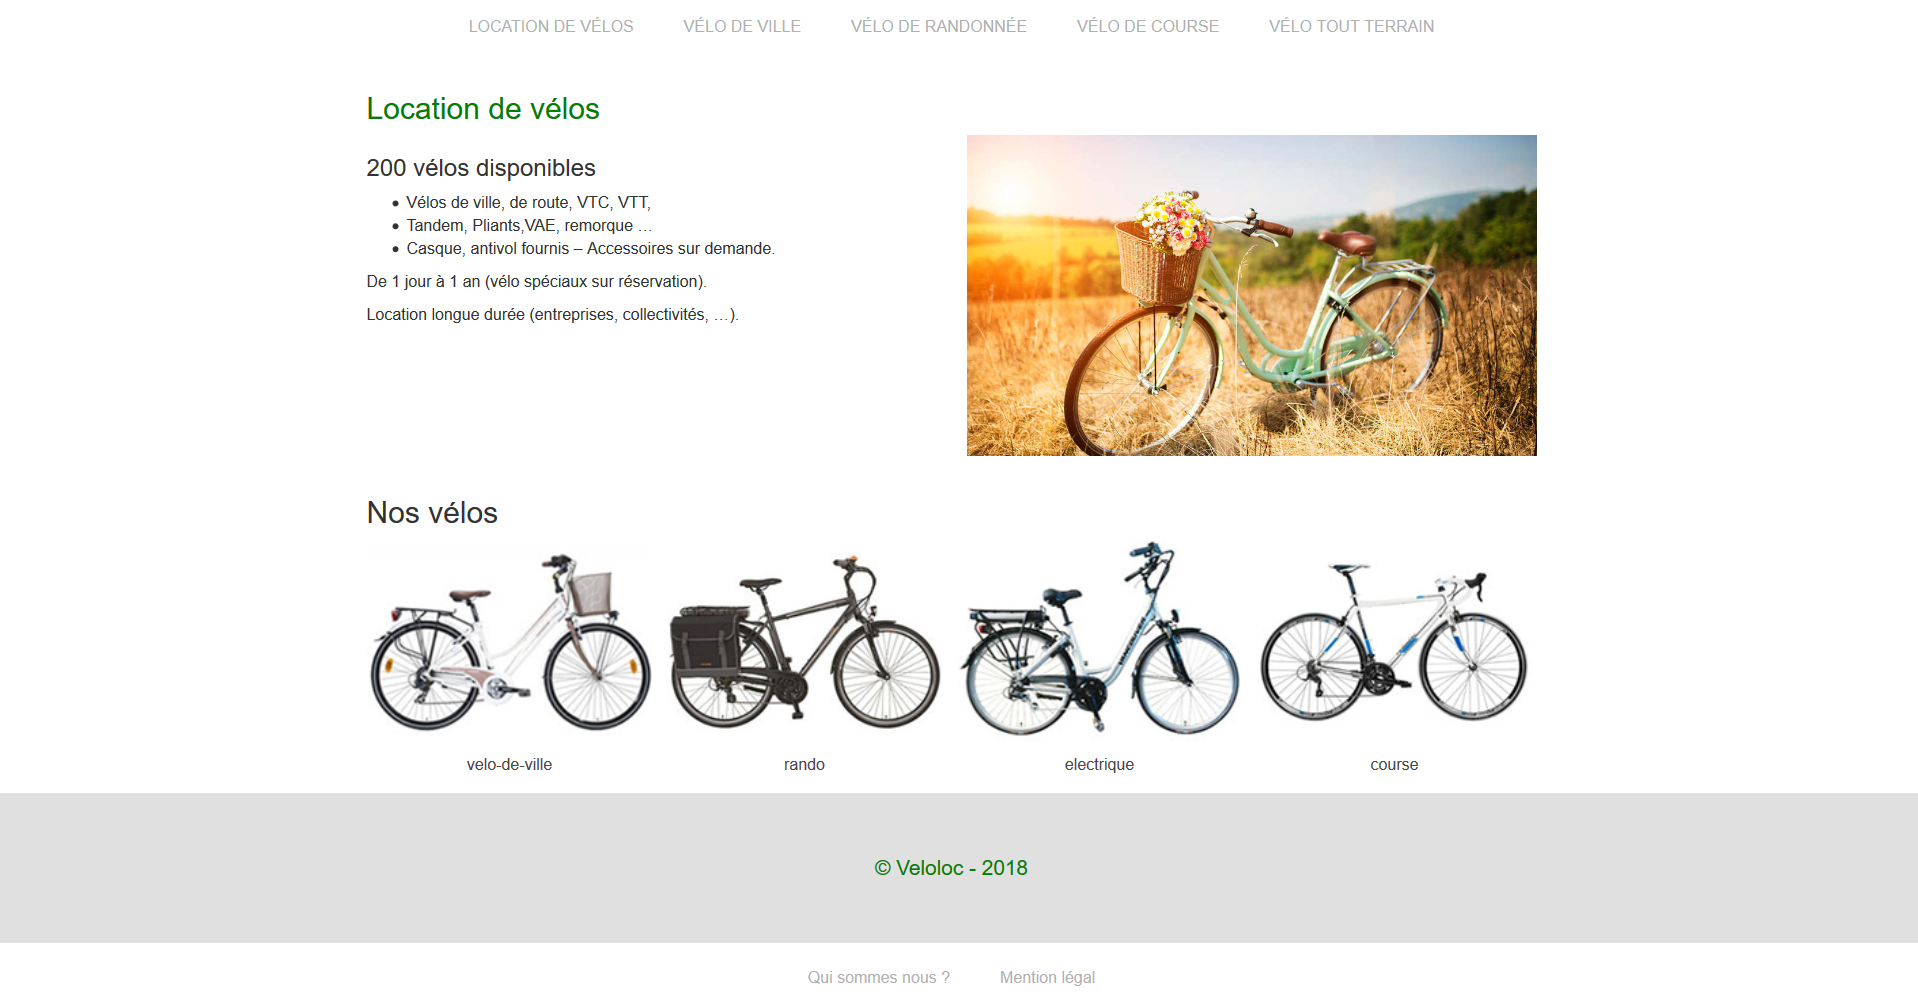 LOCATION DE VÉLOS VÉLO DE VILLE VÉLO DE RANDONNÉE VÉLO DE COURSE VÉLO TOUT TERRAIN
Location de vélos
200 vélos disponibles
• Vélos de ville, de route, VTC, VTT,
• Tandem, Pliants,VAE, remorque …
• Casque, antivol fournis – Accessoires sur demande.
De 1 jour à 1 an (vélo spéciaux sur réservation).
Location longue durée (entreprises, collectivités, …).
Nos vélos
velo-de-ville rando electrique course
© Veloloc - 2018
Qui sommes nous ? Mention légal